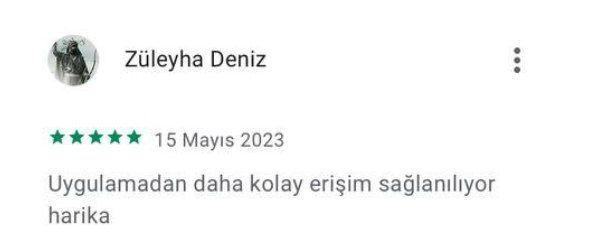 Züleyha Deniz
15 Mayıs 2023
Uygulamadan daha kolay erişim sağlanılıyor
harika